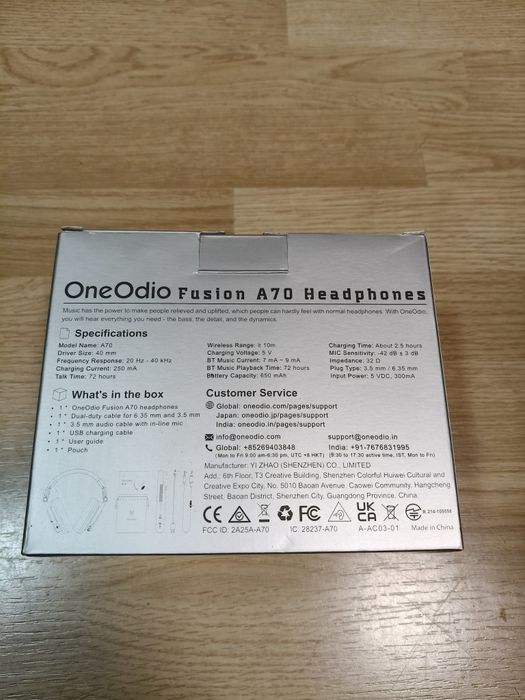 OneOdio Fusion A70 Headphones
Music has the power to make people relieved and uplifted, which people can hardly feel with normal headphones. With OneOdio,
you will hear everything you need - the bass, the detail, and the dynamics.
Specifications
Model Name: A70
Driver Size: 40 mm
Frequency Response: 20 Hz - 40 kHz
Charging Current: 250 mA
Talk Time: 72 hours
Wireless Range: ≥ 10m
Charging Voltage: 5 V
BT Music Current: 7 mA ~ 9 mA
BT Music Playback Time: 72 hours
Battery Capacity: 650 mAh
Charging Time: About 2.5 hours
MIC Sensitivity: -42 dB ± 3 dB
Impedance: 32 Ω
Plug Type: 3.5 mm / 6.35 mm
Input Power: 5 VDC, 300mA
What's in the box
1 * OneOdio Fusion A70 headphones
1 * Dual-duty cable for 6.35 mm and 3.5 mm
1 * 3.5 mm audio cable with in-line mic
1 * USB charging cable
1 * User guide
1 * Pouch
Customer Service
Global: oneodio.com/pages/support
Japan: oneodio.jp/pages/support
India: oneodio.in/pages/support
info@oneodio.com
support@oneodio.in
Global: +85269403848
(Mon to Fri 9:00 am-6:30 pm, UTC +8 HKT)
India: +91-7676831995
(9:30 to 17:30 active time, IST, Mon to Fri)
Manufacturer: YI ZHAO (SHENZHEN) CO., LIMITED
Add.: 6th Floor, T3 Creative Building, Shenzhen Colorful Huiwei Cultural and
Creative Expo City, No. 5010 Baoan Avenue, Caowei Community, Hangcheng
Street, Baoan District, Shenzhen City, Guangdong Province, China.
CE
FC
UK
CA
FCC ID: 2A25A-A70
IC: 28237-A70
A-AC03-01
Made in China